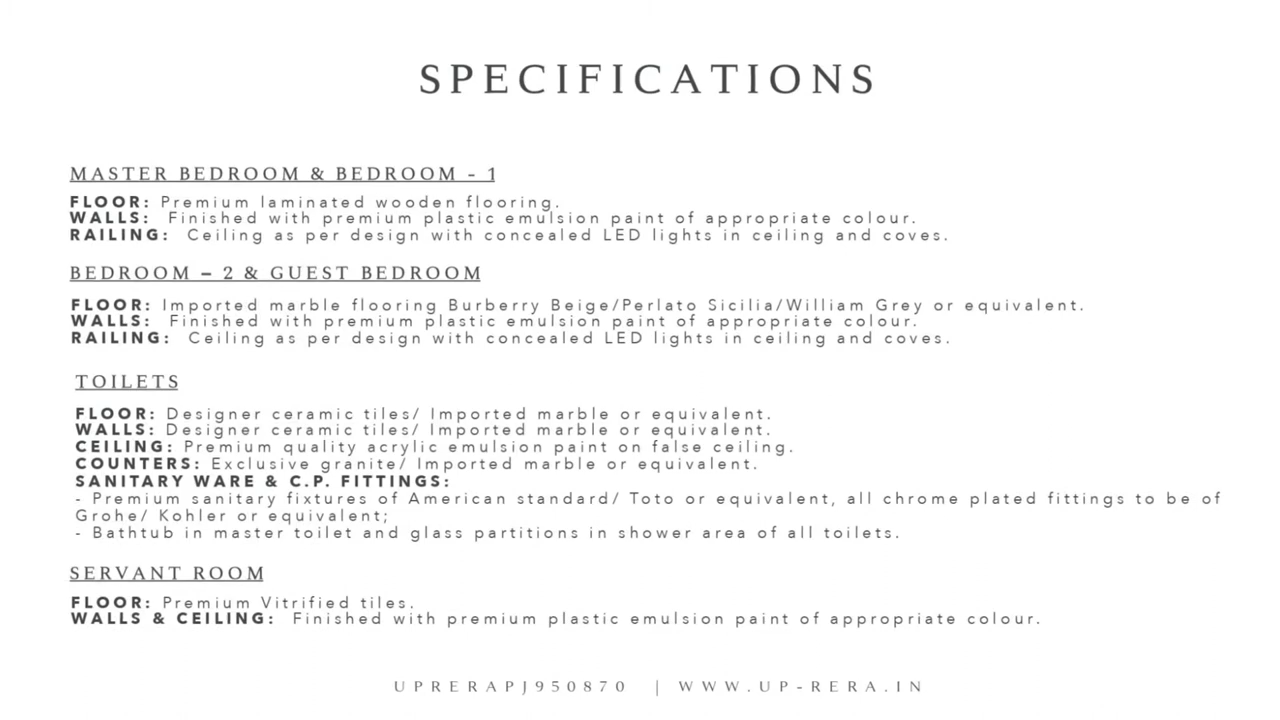 SPECIFICATIONS
MASTER BEDROOM & BEDROOM - 1
FLOOR: Premium laminated wooden flooring.
WALLS: Finished with premium plastic emulsion paint of appropriate colour.
RAILING: Ceiling as per design with concealed LED lights in ceiling and coves.
BEDROOM – 2 & GUEST BEDROOM
FLOOR: Imported marble flooring Burberry Beige/Perlato Sicilia/William Grey or equivalent.
WALLS: Finished with premium plastic emulsion paint of appropriate colour.
RAILING: Ceiling as per design with concealed LED lights in ceiling and coves.
TOILETS
FLOOR: Designer ceramic tiles/ Imported marble or equivalent.
WALLS: Designer ceramic tiles/ Imported marble or equivalent.
CEILING: Premium quality acrylic emulsion paint on false ceiling.
COUNTERS: Exclusive granite/ Imported marble or equivalent.
SANITARY WARE & C.P. FITTINGS:
- Premium sanitary fixtures of American standard/ Toto or equivalent, all chrome plated fittings to be of
Grohe/ Kohler or equivalent;
- Bathtub in master toilet and glass partitions in shower area of all toilets.
SERVANT ROOM
FLOOR: Premium Vitrified tiles.
WALLS & CEILING: Finished with premium plastic emulsion paint of appropriate colour.
UPRERAPJ950870 | WWW.UP-RERA.IN